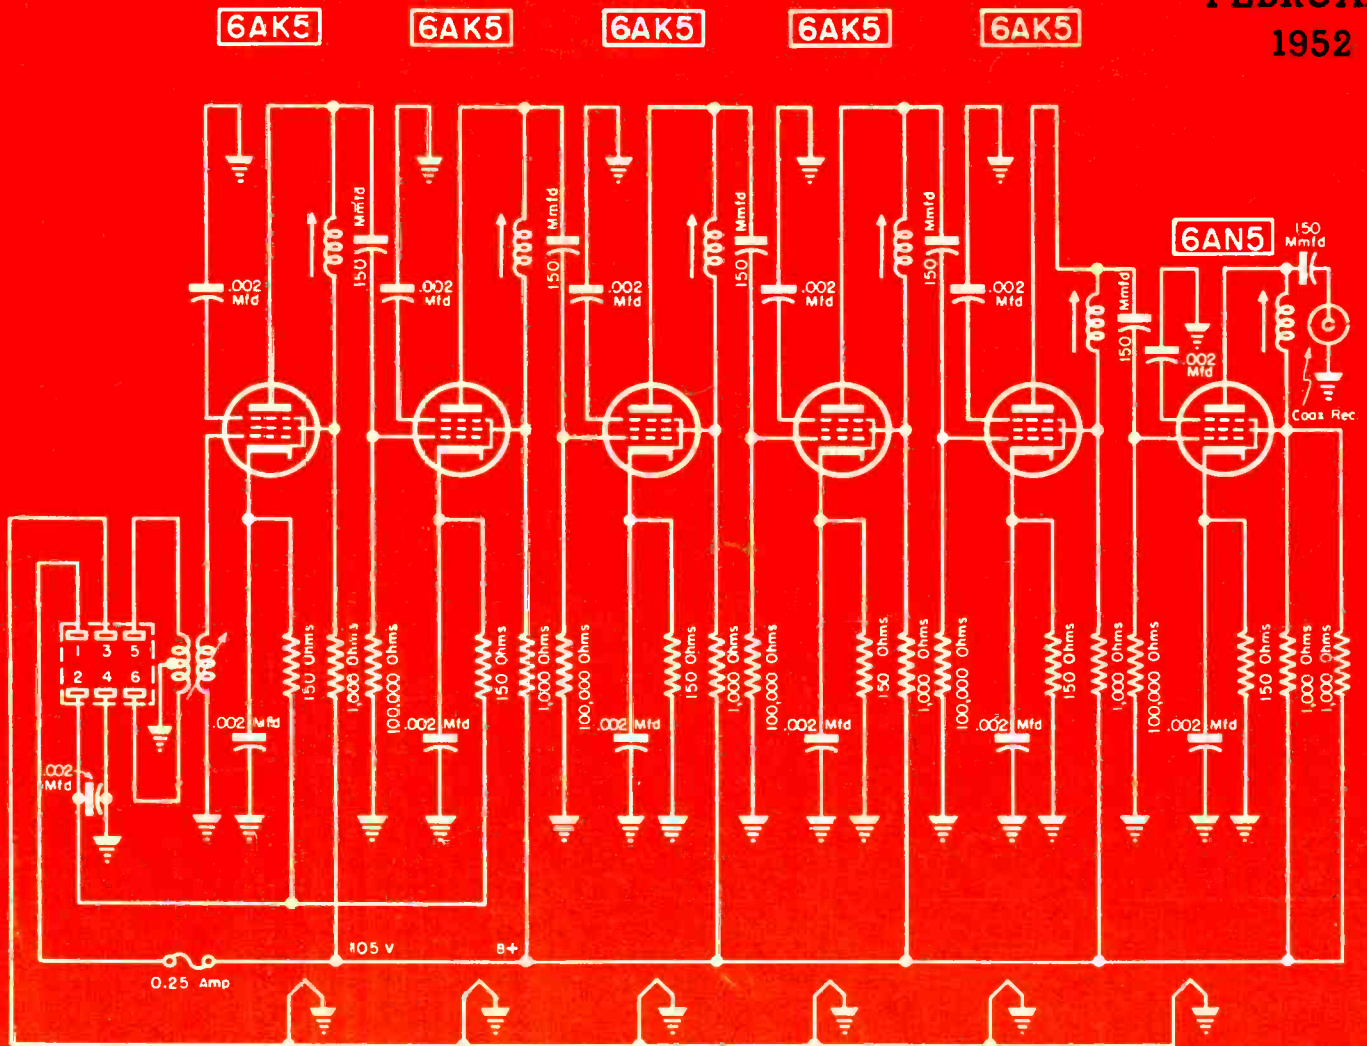 6AK5
6AK5
6AK5
6AK5
6AK5
1952
6AN5
150 Mmfd
150 Mmfd
150 Mmfd
150 Mmfd
150 Mmfd
150
Mmfd
.002
Mfd
.002
Mfd
.002
Mfd
.002
Mfd
.002
Mfd
.002
Mfd
C
Coax Rec.
1 3 5
2 4 6
150 Ohms
1,000 Ohms
100,000 Ohms
150 Ohms
1,000 Ohms
100,000 Ohms
150 Ohms
1,000 Ohms
100,000 Ohms
150 Ohms
1,000 Ohms
100,000 Ohms
150 Ohms
1,000 Ohms
100,000 Ohms
150 Ohms
1,000 Ohms
1,000 Ohms
.002 Mfd
.002 Mfd
.002 Mfd
.002 Mfd
.002 Mfd
.002 Mfd
.002
Mfd
105 V
B+
0.25 Amp